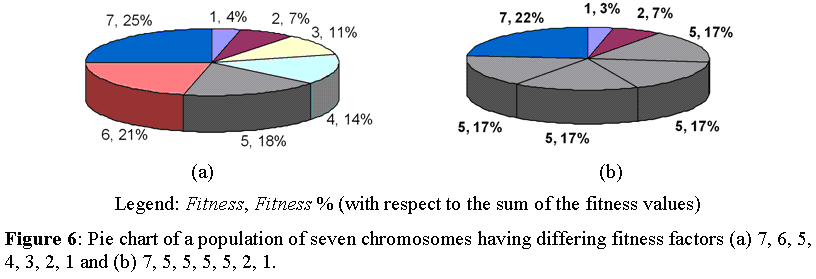 7, 25%
1, 4%
2, 7%
3, 11%
4, 14%
5, 18%
6, 21%
(a)
7, 22%
1, 3%
2, 7%
5, 17%
5, 17%
5, 17%
5, 17%
(b)
Legend: Fitness, Fitness % (with respect to the sum of the fitness values)
Figure 6: Pie chart of a population of seven chromosomes having differing fitness factors (a) 7, 6, 5,
4, 3, 2, 1 and (b) 7, 5, 5, 5, 5, 2, 1.